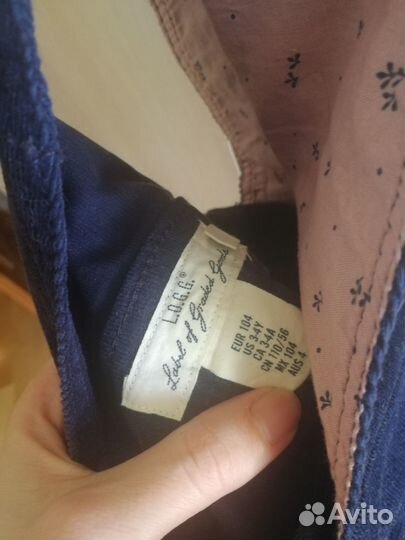 L.O.G.G.®
Label of Graded Goods
EUR 104
US 3-4Y
CA 3-4A
CN 110/56
MX 104
AUS 4
Avito